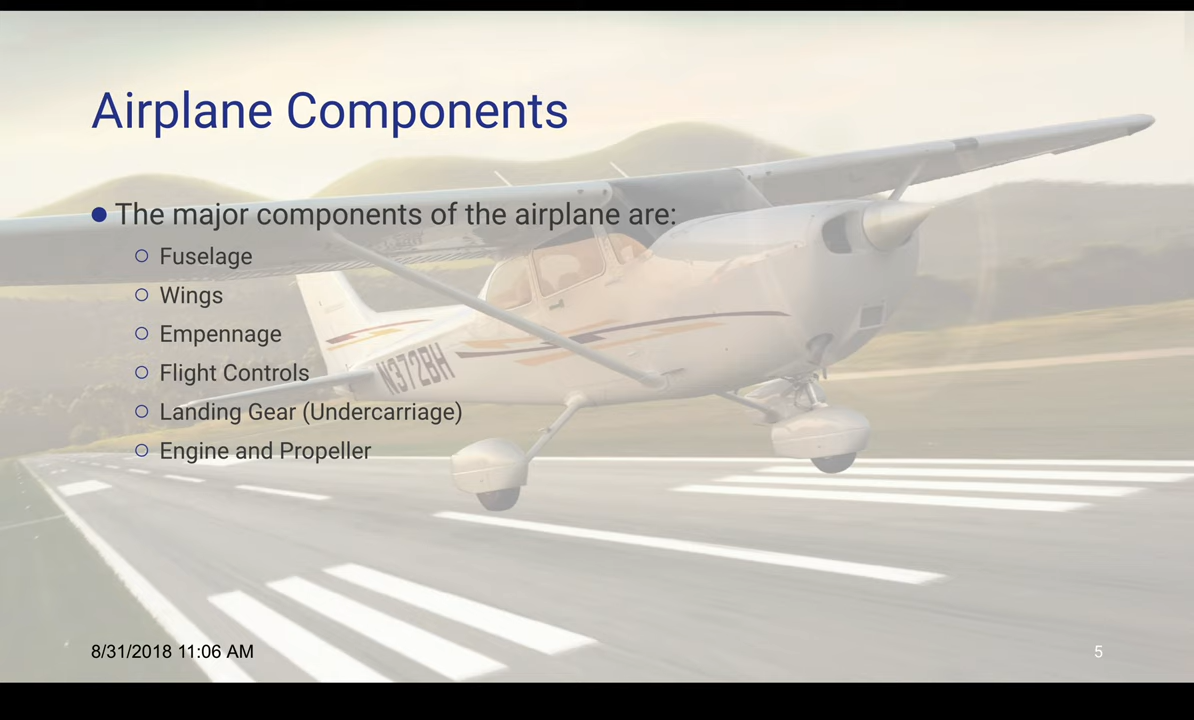 Airplane Components
The major components of the airplane are:
Fuselage
Wings
Empennage
Flight Controls
Landing Gear (Undercarriage)
Engine and Propeller
N372BH
8/31/2018 11:06 AM
5